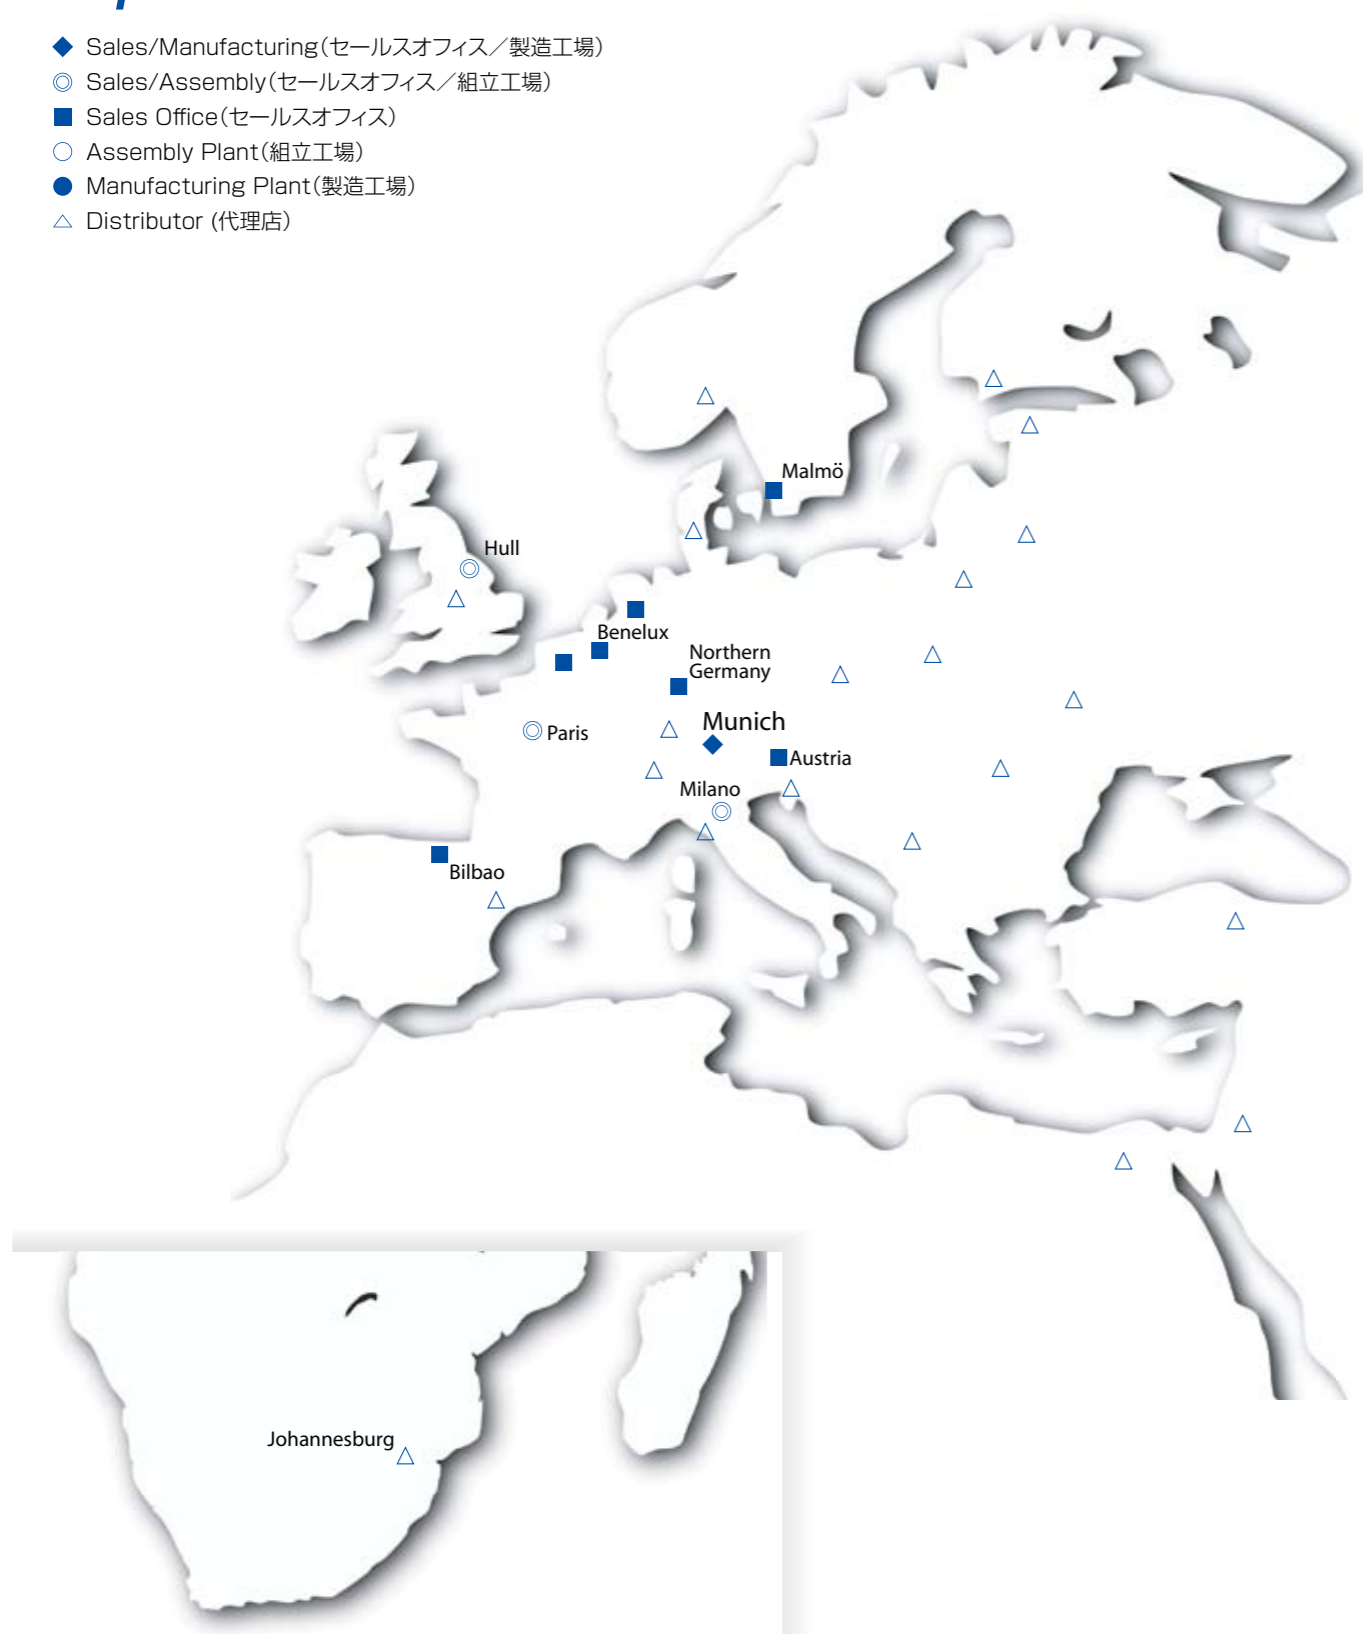 ◆ Sales/Manufacturing(セールスオフィス／製造工場)
◎ Sales/Assembly(セールスオフィス／組立工場)
■ Sales Office(セールスオフィス)
○ Assembly Plant(組立工場)
● Manufacturing Plant(製造工場)
△ Distributor (代理店)
Malmö
Hull
Benelux
Northern
Germany
Munich
Paris
Austria
Milano
Bilbao
Johannesburg